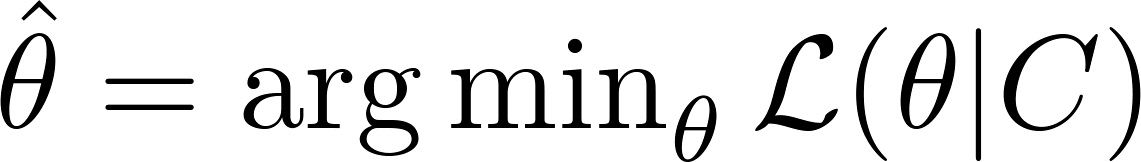 θ̂ = arg min_θ ℒ(θ|C)